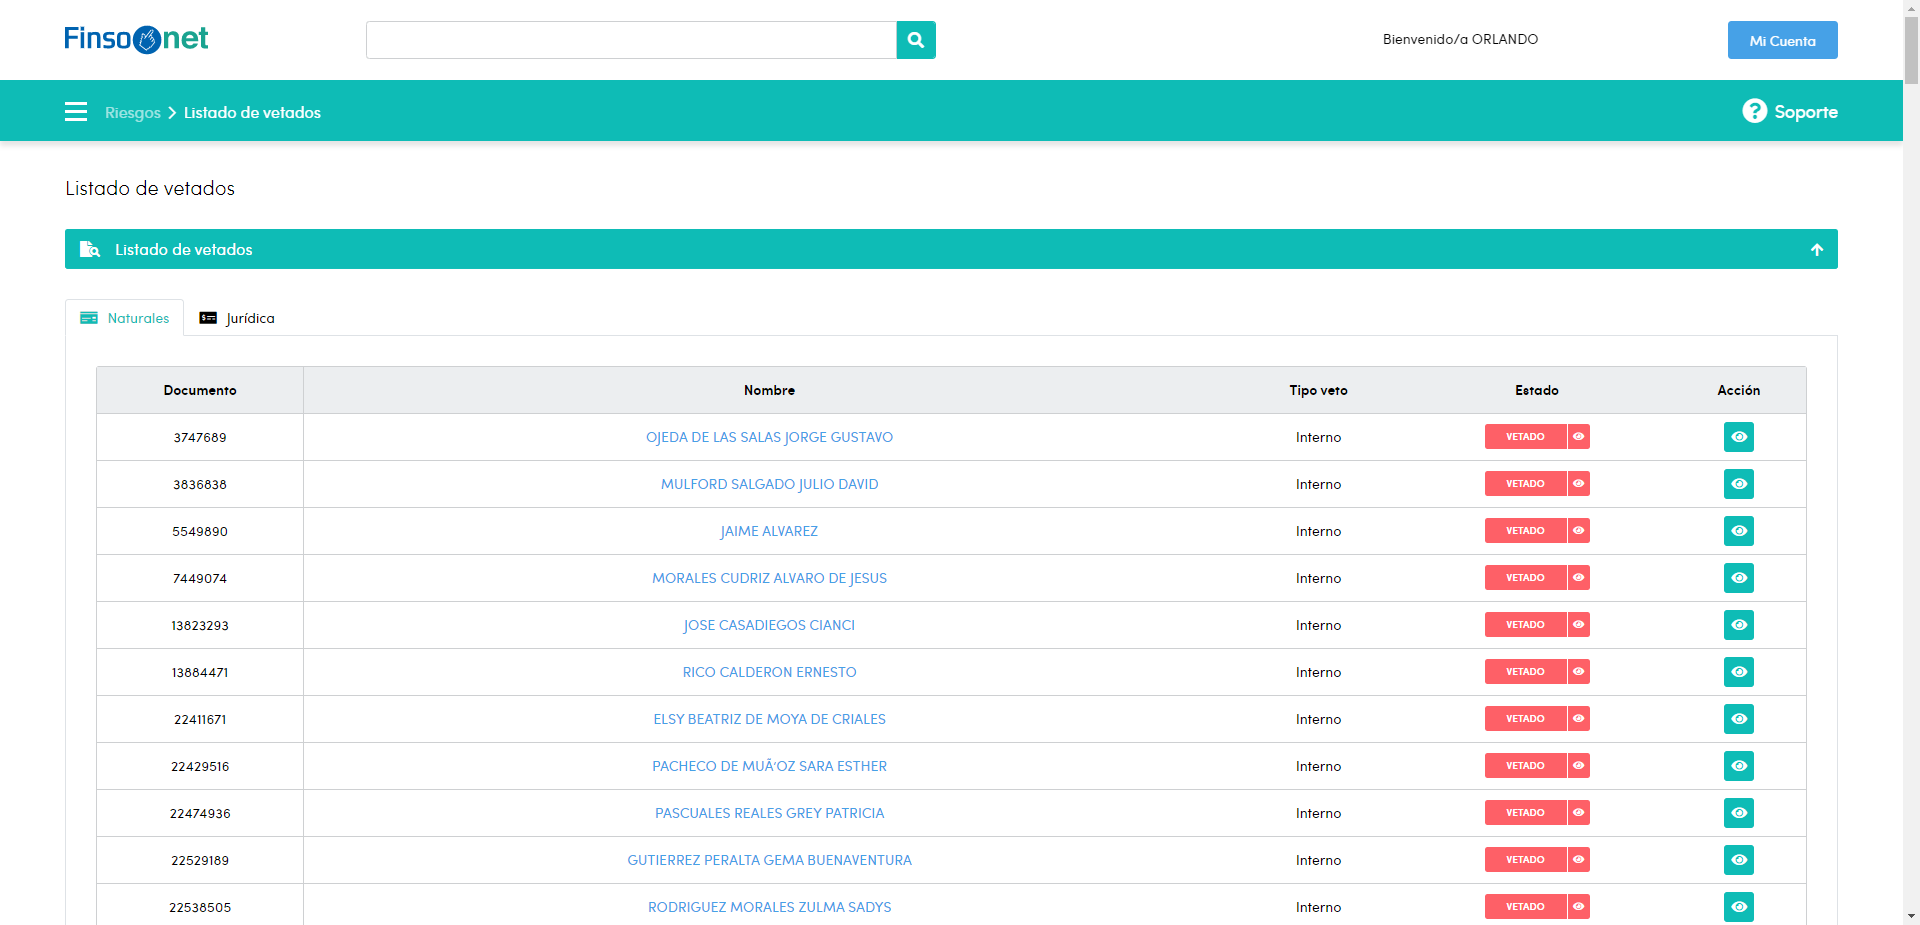 Finsonet
Bienvenido/a ORLANDO
Mi Cuenta
Riesgos > Listado de vetados
? Soporte
Listado de vetados
Listado de vetados
Naturales Jurídica
Documento Nombre Tipo veto Estado Acción
3747689 OJEDA DE LAS SALAS JORGE GUSTAVO Interno VETADO
3836838 MULFORD SALGADO JULIO DAVID Interno VETADO
5549890 JAIME ALVAREZ Interno VETADO
7449074 MORALES CUDRIZ ALVARO DE JESUS Interno VETADO
13823293 JOSE CASADIEGOS CIANCI Interno VETADO
13884471 RICO CALDERON ERNESTO Interno VETADO
22411671 ELSY BEATRIZ DE MOYA DE CRIALES Interno VETADO
22429516 PACHECO DE MUÃ‘OZ SARA ESTHER Interno VETADO
22474936 PASCUALES REALES GREY PATRICIA Interno VETADO
22529189 GUTIERREZ PERALTA GEMA BUENAVENTURA Interno VETADO
22538505 RODRIGUEZ MORALES ZULMA SADYS Interno VETADO